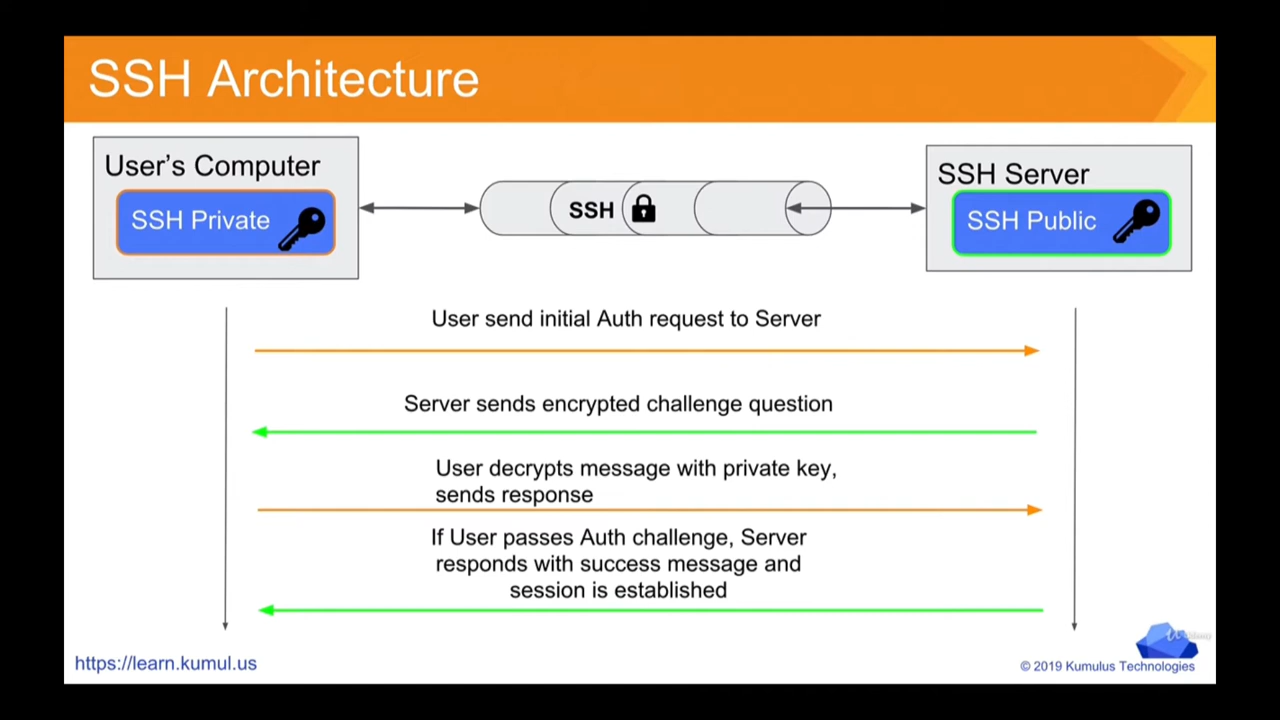 SSH Architecture
User's Computer
SSH Private
SSH
SSH Server
SSH Public
User send initial Auth request to Server
Server sends encrypted challenge question
User decrypts message with private key,
sends response
If User passes Auth challenge, Server
responds with success message and
session is established
https://learn.kumul.us
Udemy
© 2019 Kumulus Technologies